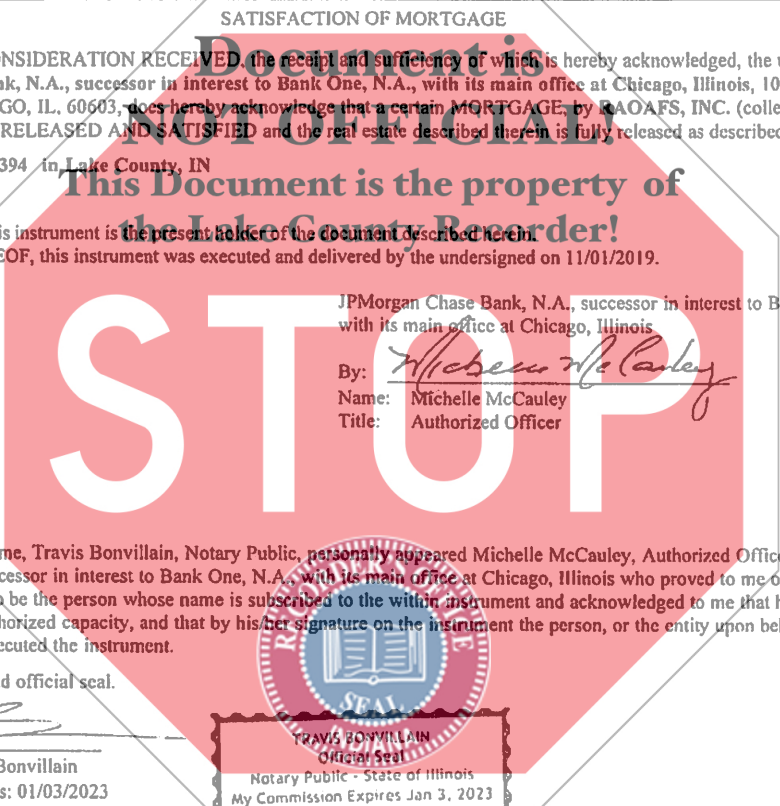 SATISFACTION OF MORTGAGE
NSIDERATION RECEIVED, the receipt and sufficiency of which is hereby acknowledged, the
Document is
nk, N.A., successor in interest to Bank One, N.A., with its main office at Chicago, Illinois, 10
GO, IL, 60603, does hereby acknowledge that a certain MORTGAGE, by RAOAFS, INC. (colle
NOT OFFICIAL!
RELEASED AND SATISFIED and the real estate described therein is fully released as described
394 in Lake County, IN
This Document is the property of
the Lake County Recorder!
is instrument is the present holder of the document described herein.
EOF, this instrument was executed and delivered by the undersigned on 11/01/2019.
STOP
JPMorgan Chase Bank, N.A., successor in interest to B
with its main office at Chicago, Illinois
By: Michelle McCauley
Name: Michelle McCauley
Title: Authorized Officer
me, Travis Bonvillain, Notary Public, personally appeared Michelle McCauley, Authorized Office
cessor in interest to Bank One, N.A., with its main office at Chicago, Illinois who proved to me o
o be the person whose name is subscribed to the within instrument and acknowledged to me that h
horized capacity, and that by his/her signature on the instrument the person, or the entity upon bel
ecuted the instrument.
d official seal.
RECORDER'S OFFICE
SEAL
INDIANA
Bonvillain
s: 01/03/2023
TRAVIS BONVILLAIN
Official Seal
Notary Public - State of Illinois
My Commission Expires Jan 3, 2023